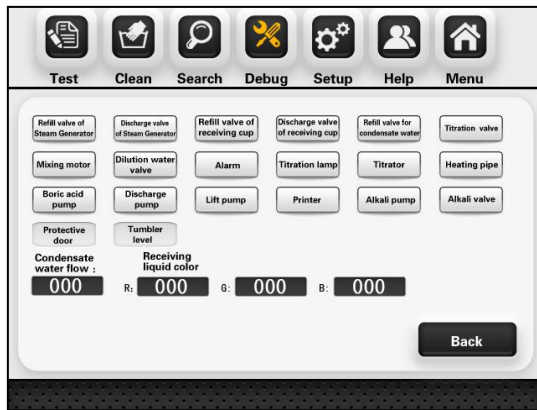 Test Clean Search Debug Setup Help Menu
Refill valve of
Steam Generator
Discharge valve
of Steam Generator
Refill valve of
receiving cup
Discharge valve
of receiving cup
Refill valve for
condensate water
Titration valve
Mixing motor
Dilution water
valve
Alarm
Titration lamp
Titrator
Heating pipe
Boric acid
pump
Discharge
pump
Lift pump
Printer
Alkali pump
Alkali valve
Protective
door
Tumbler
level
Condensate
water flow :
Receiving
liquid color
000 R: 000 G: 000 B: 000
Back